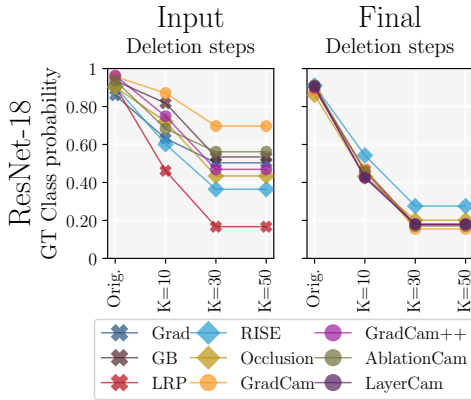 Input
Final
Deletion steps
Deletion steps
ResNet-18
GT Class probability
1
0.80
0.60
0.40
0.20
0
Orig.
K=10
K=30
K=50
Orig.
K=10
K=30
K=50
Grad
RISE
GradCam++
GB
Occlusion
AblationCam
LRP
GradCam
LayerCam